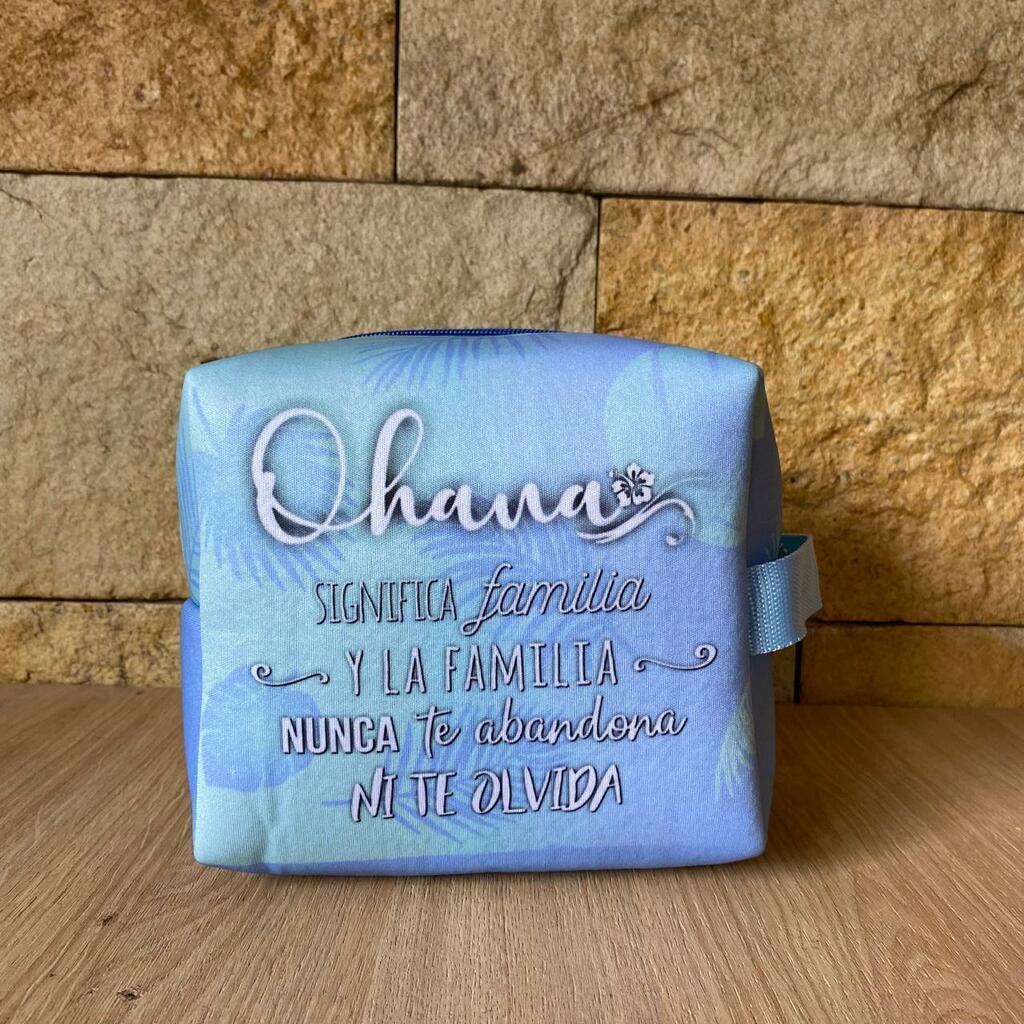 Ohana
SIGNIFICA familia
Y LA FAMILIA
NUNCA te abandona
NI TE OLVIDA